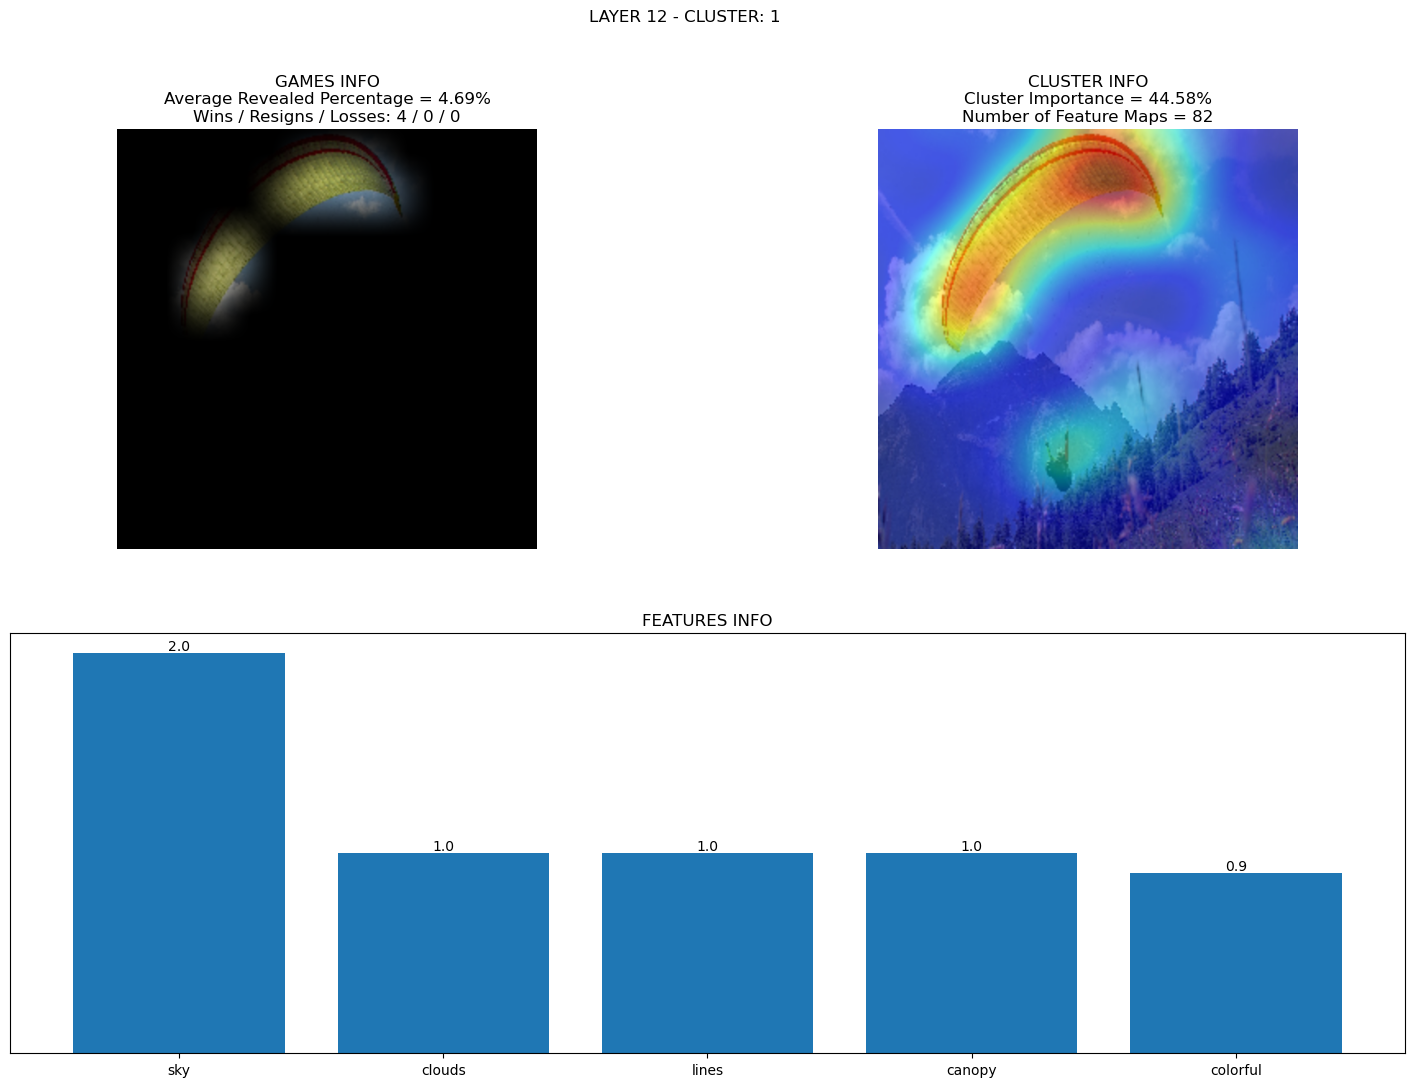 LAYER 12 - CLUSTER: 1
GAMES INFO
Average Revealed Percentage = 4.69%
Wins / Resigns / Losses: 4 / 0 / 0
CLUSTER INFO
Cluster Importance = 44.58%
Number of Feature Maps = 82
FEATURES INFO
2.0
1.0
1.0
1.0
0.9
sky
clouds
lines
canopy
colorful